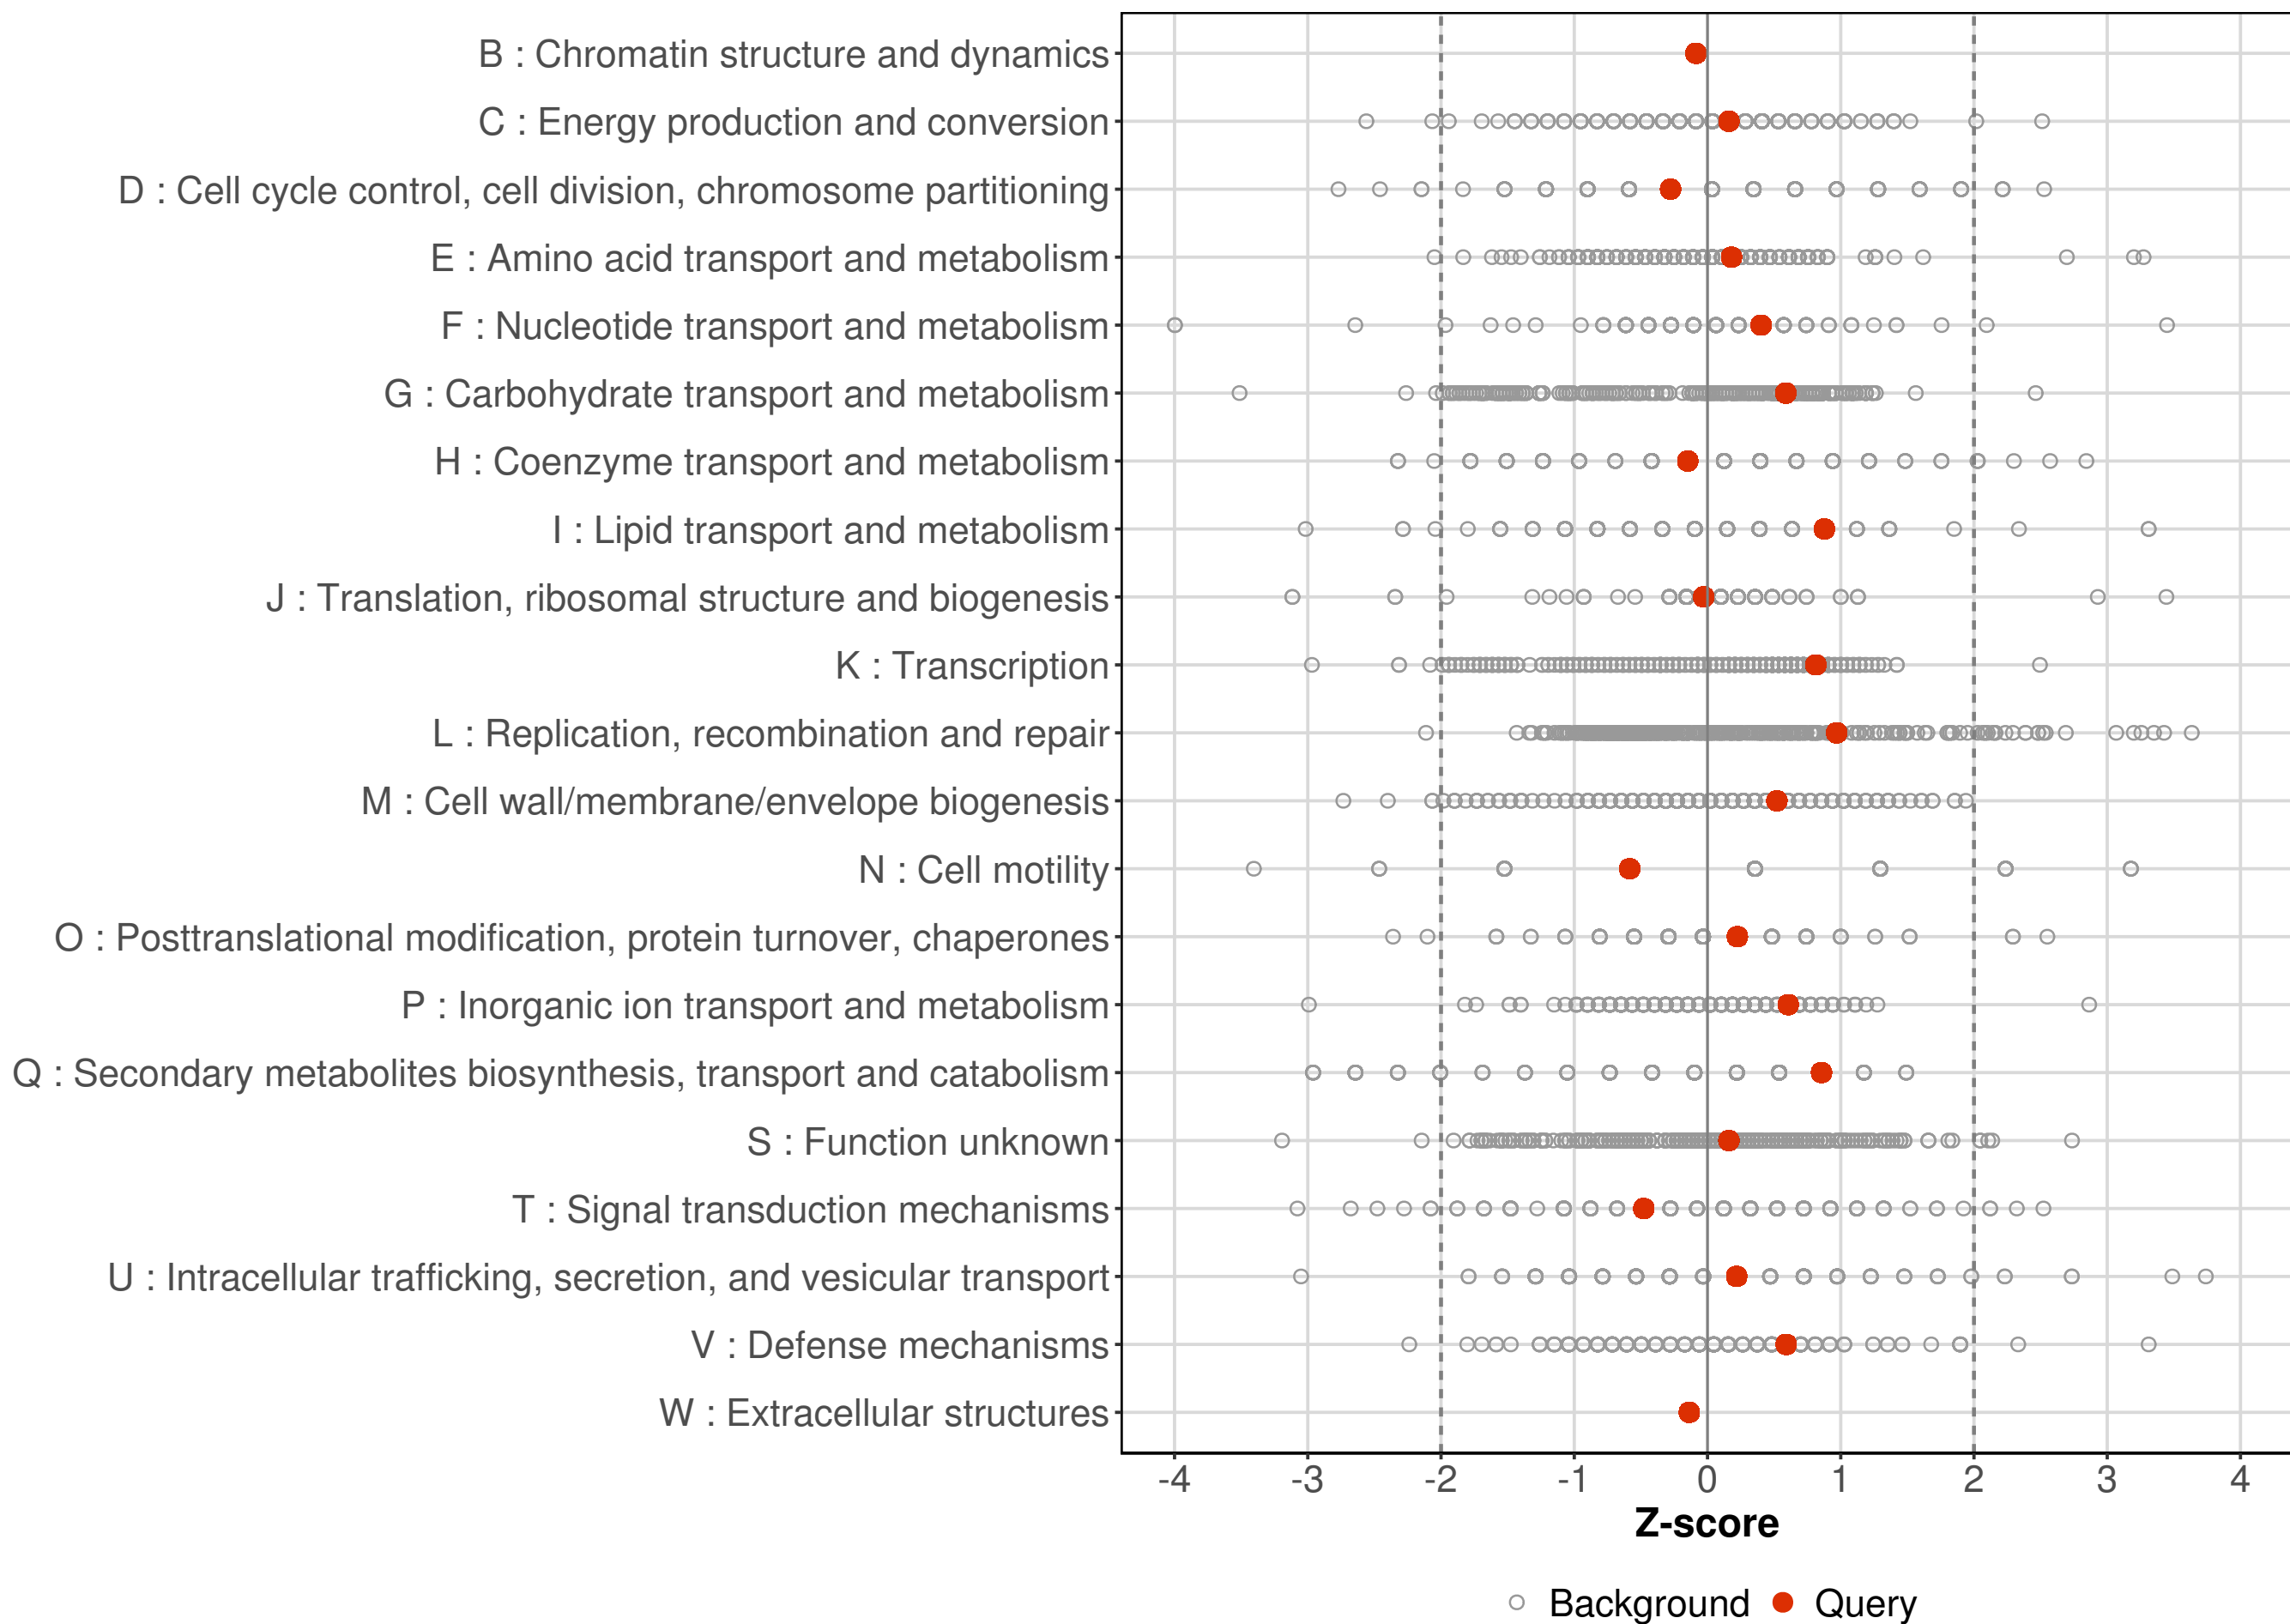 B : Chromatin structure and dynamics
C : Energy production and conversion
D : Cell cycle control, cell division, chromosome partitioning
E : Amino acid transport and metabolism
F : Nucleotide transport and metabolism
G : Carbohydrate transport and metabolism
H : Coenzyme transport and metabolism
I : Lipid transport and metabolism
J : Translation, ribosomal structure and biogenesis
K : Transcription
L : Replication, recombination and repair
M : Cell wall/membrane/envelope biogenesis
N : Cell motility
O : Posttranslational modification, protein turnover, chaperones
P : Inorganic ion transport and metabolism
Q : Secondary metabolites biosynthesis, transport and catabolism
S : Function unknown
T : Signal transduction mechanisms
U : Intracellular trafficking, secretion, and vesicular transport
V : Defense mechanisms
W : Extracellular structures
-4 -3 -2 -1 0 1 2 3 4
Z-score
Background Query